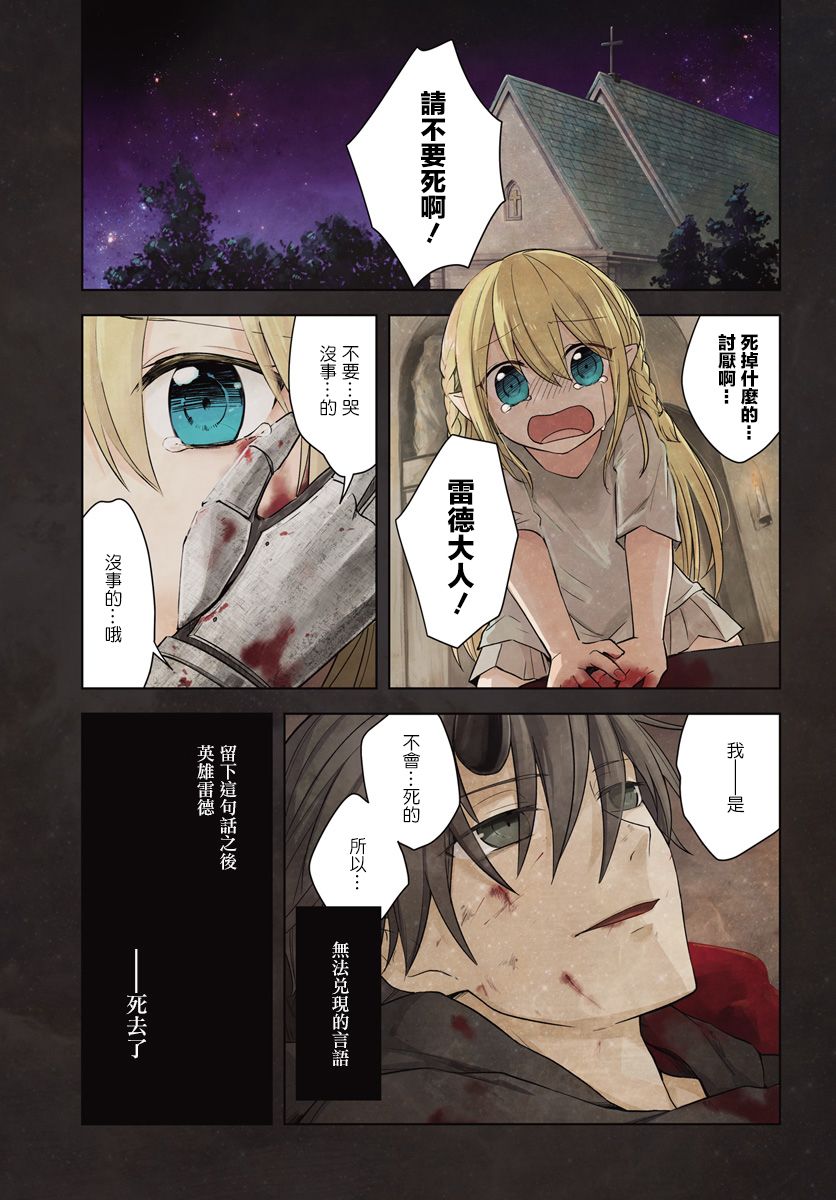 請不要死啊！
死掉什麼的…
討厭啊…
雷德大人！
不要…哭
沒事…的
沒事的…哦
我──是
不會…死的
所以…
無法兑現的言語
留下這句話之後
英雄雷德
──死去了